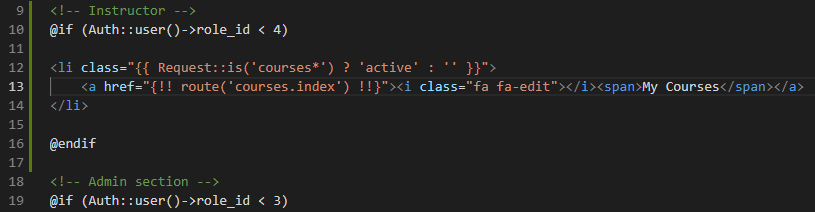 9 <!-- Instructor -->
10 @if (Auth::user()->role_id < 4)
11
12 <li class="{{ Request::is('courses*') ? 'active' : '' }}">
13 <a href="{!! route('courses.index') !!}"><i class="fa fa-edit"></i><span>My Courses</span></a>
14 </li>
15
16 @endif
17
18 <!-- Admin section -->
19 @if (Auth::user()->role_id < 3)